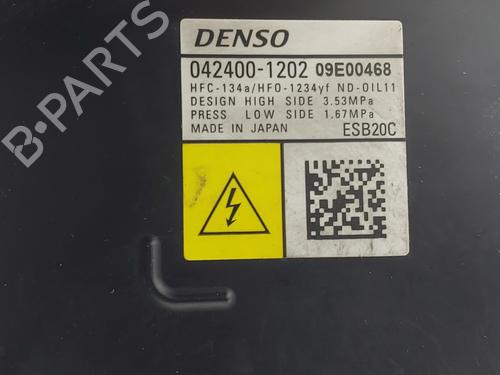 DENSO
042400-1202 09E00468
HFC-134a/HFO-1234yf ND-OIL11
DESIGN HIGH SIDE 3.53MPa
PRESS LOW SIDE 1.67MPa
MADE IN JAPAN ESB20C
B-PARTS